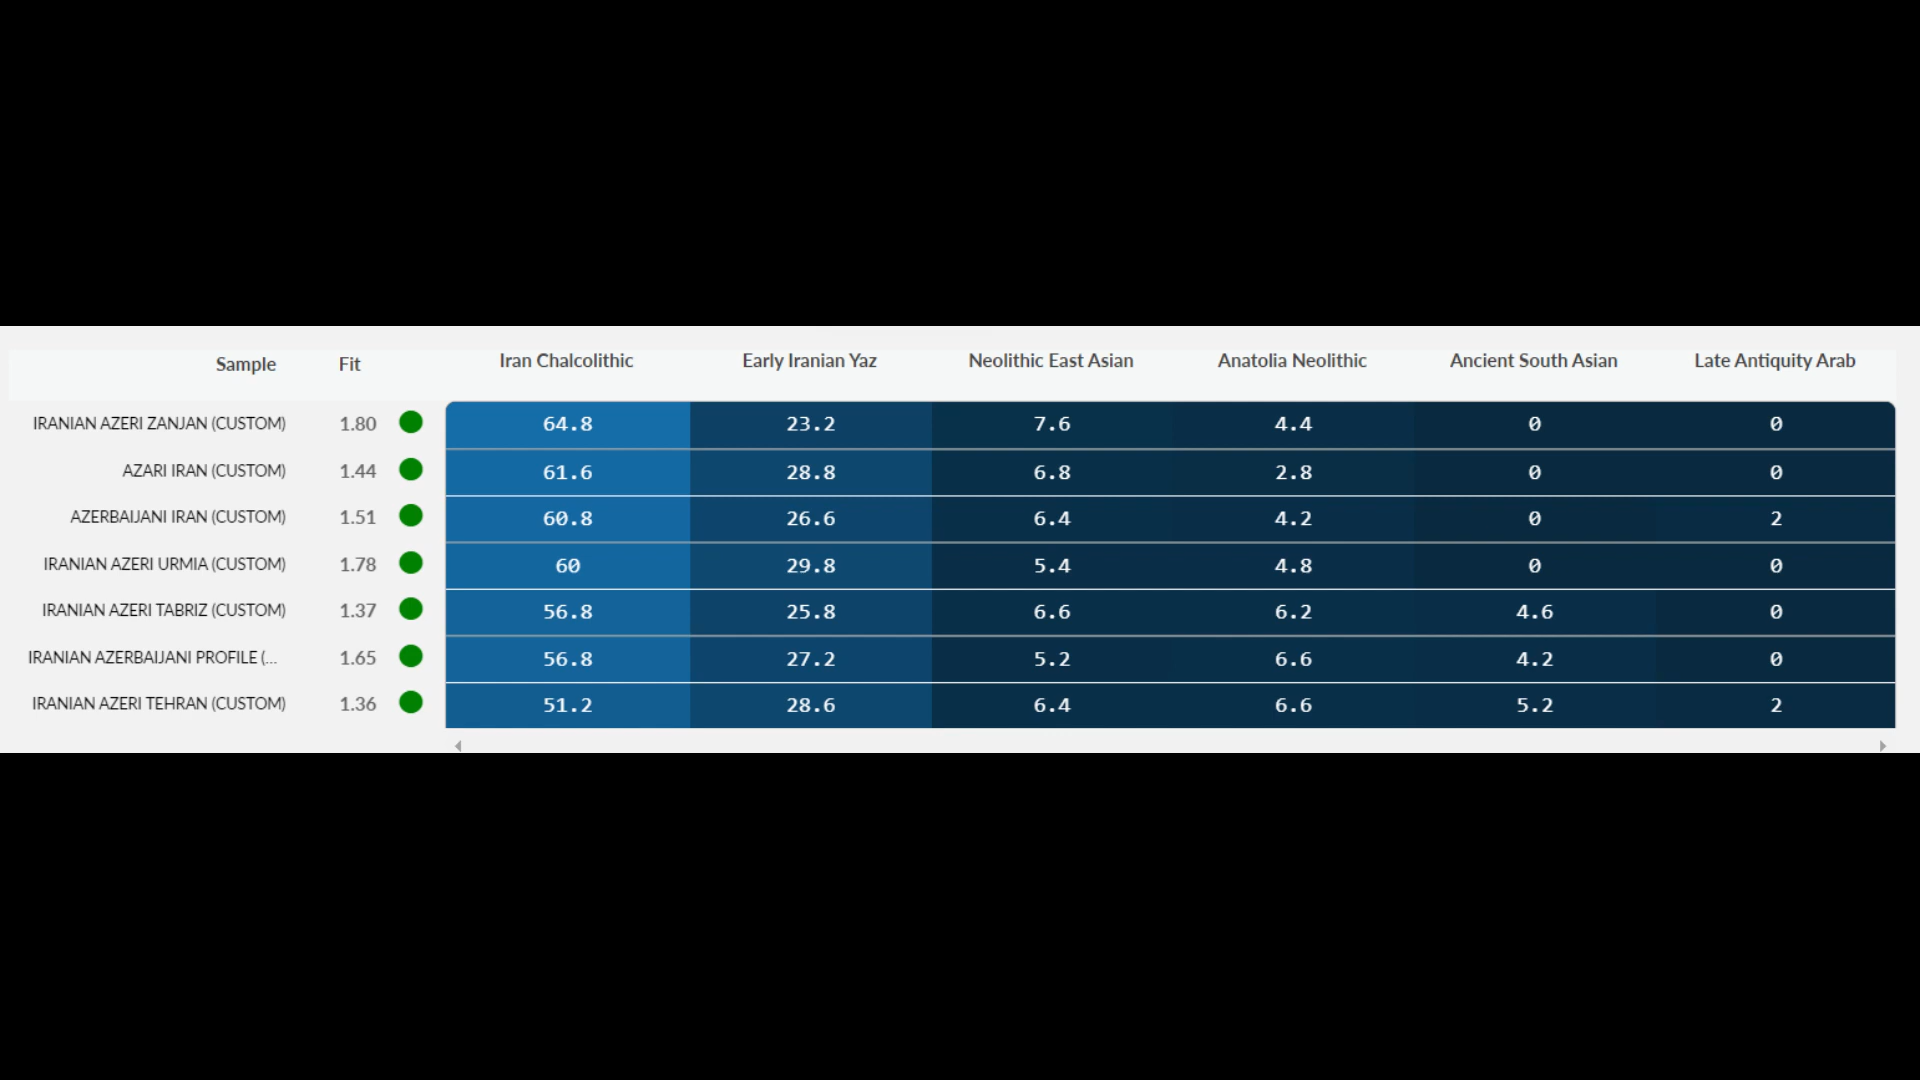 Sample Fit Iran Chalcolithic Early Iranian Yaz Neolithic East Asian Anatolia Neolithic Ancient South Asian Late Antiquity Arab
IRANIAN AZERI ZANJAN (CUSTOM) 1.80 64.8 23.2 7.6 4.4 0 0
AZARI IRAN (CUSTOM) 1.44 61.6 28.8 6.8 2.8 0 0
AZERBAIJANI IRAN (CUSTOM) 1.51 60.8 26.6 6.4 4.2 0 2
IRANIAN AZERI URMIA (CUSTOM) 1.78 60 29.8 5.4 4.8 0 0
IRANIAN AZERI TABRIZ (CUSTOM) 1.37 56.8 25.8 6.6 6.2 4.6 0
IRANIAN AZERBAIJANI PROFILE (... 1.65 56.8 27.2 5.2 6.6 4.2 0
IRANIAN AZERI TEHRAN (CUSTOM) 1.36 51.2 28.6 6.4 6.6 5.2 2